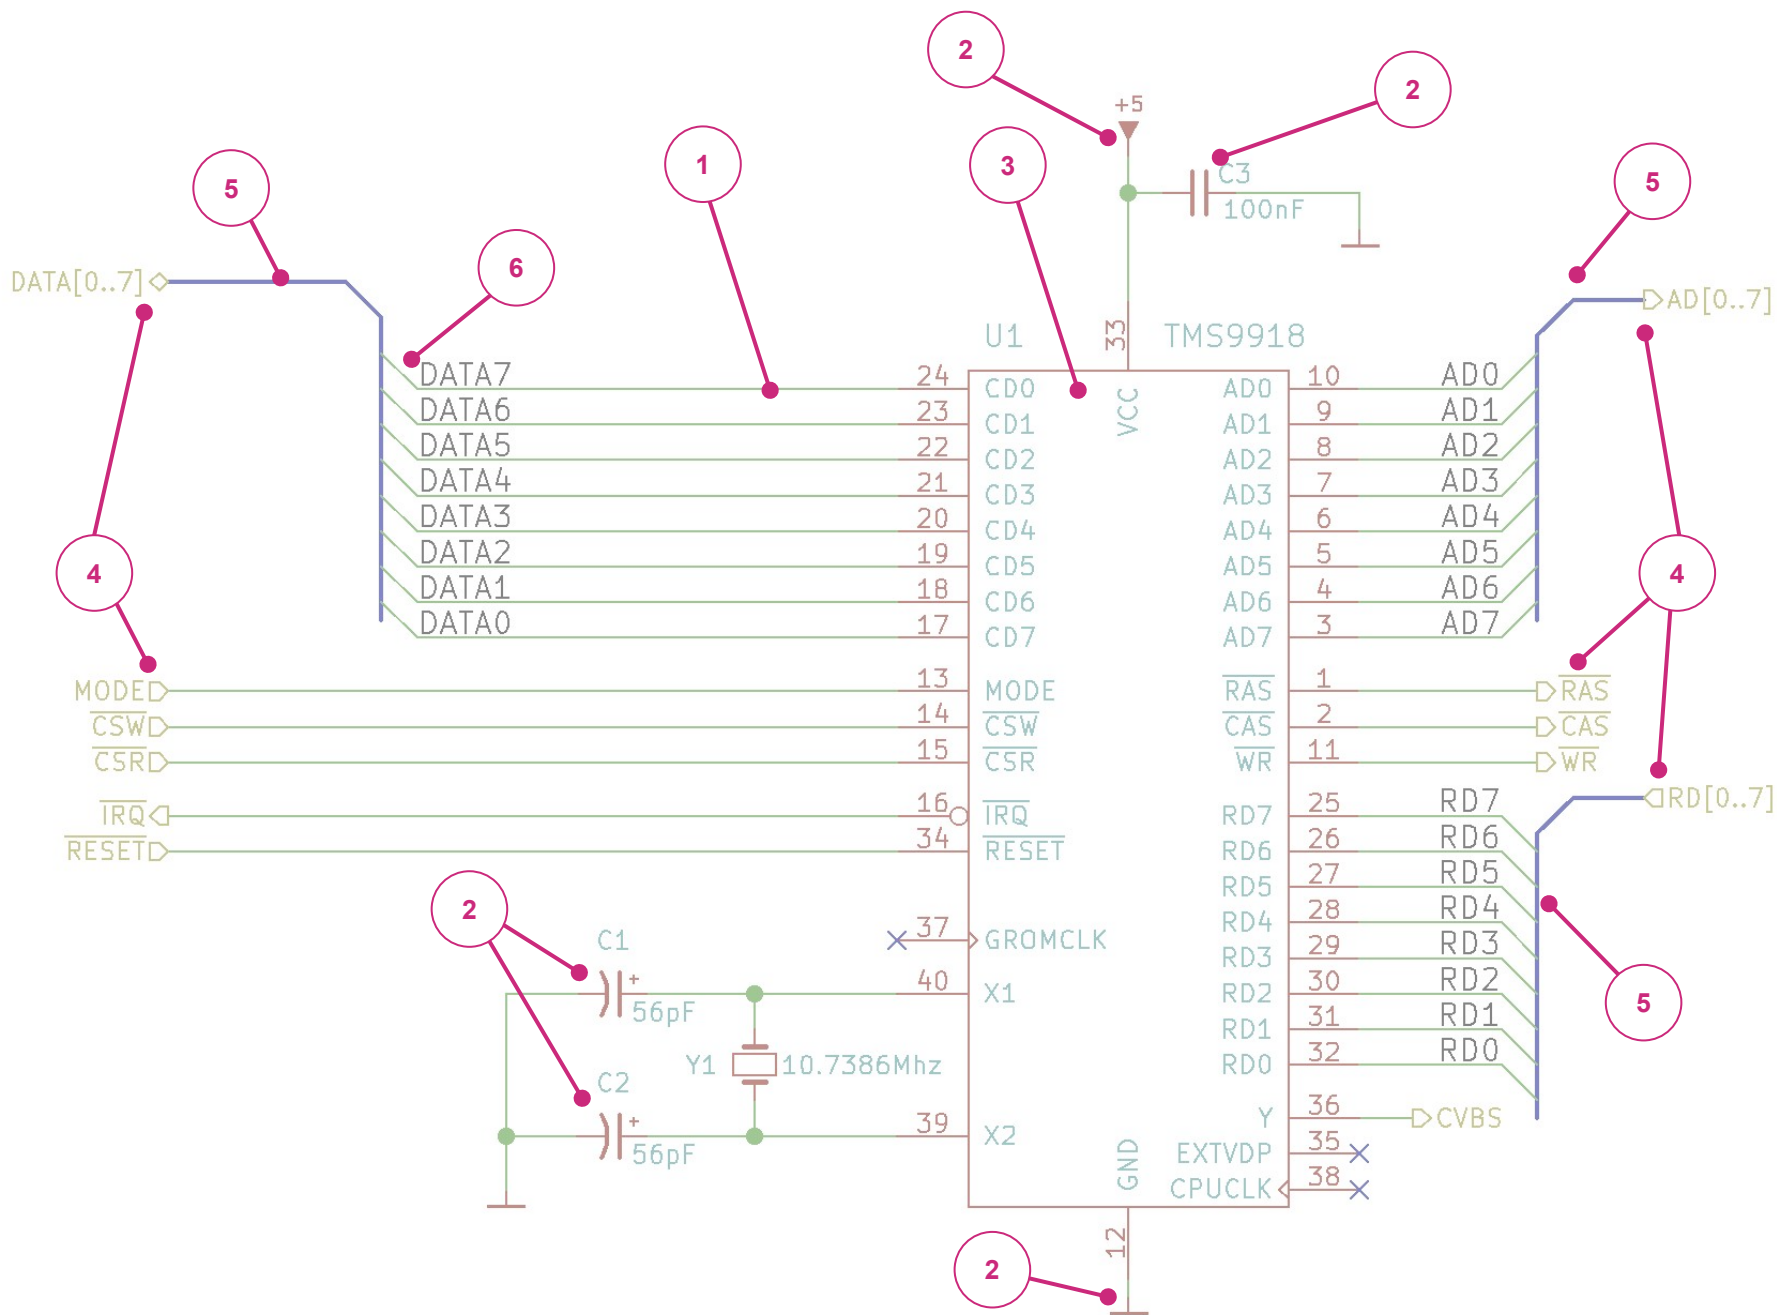 2
2
+5
1
3
5
5
C3
100nF
6
DATA[0..7]
AD[0..7]
U1
33
TMS9918
DATA7 24 CD0 VCC AD0 10 AD0
DATA6 23 CD1 AD1 9 AD1
DATA5 22 CD2 AD2 8 AD2
DATA4 21 CD3 AD3 7 AD3
DATA3 20 CD4 AD4 6 AD4
DATA2 19 CD5 AD5 5 AD5
DATA1 18 CD6 AD6 4 AD6
DATA0 17 CD7 AD7 3 AD7
4
4
MODE 13 MODE RAS 1 RAS
CSW 14 CSW CAS 2 CAS
CSR 15 CSR WR 11 WR
RD[0..7]
IRQ 16 IRQ RD7 25 RD7
RESET 34 RESET RD6 26 RD6
RD5 27 RD5
2
RD4 28 RD4
C1 37 GROMCLK RD3 29 RD3
+
56pF
40 X1 RD2 30 RD2
5
RD1 31 RD1
Y1 10.7386Mhz RD0 32 RD0
C2
+
56pF
39 X2 Y 36 CVBS
GND
EXTVDP 35
CPUCLK 38
12
2